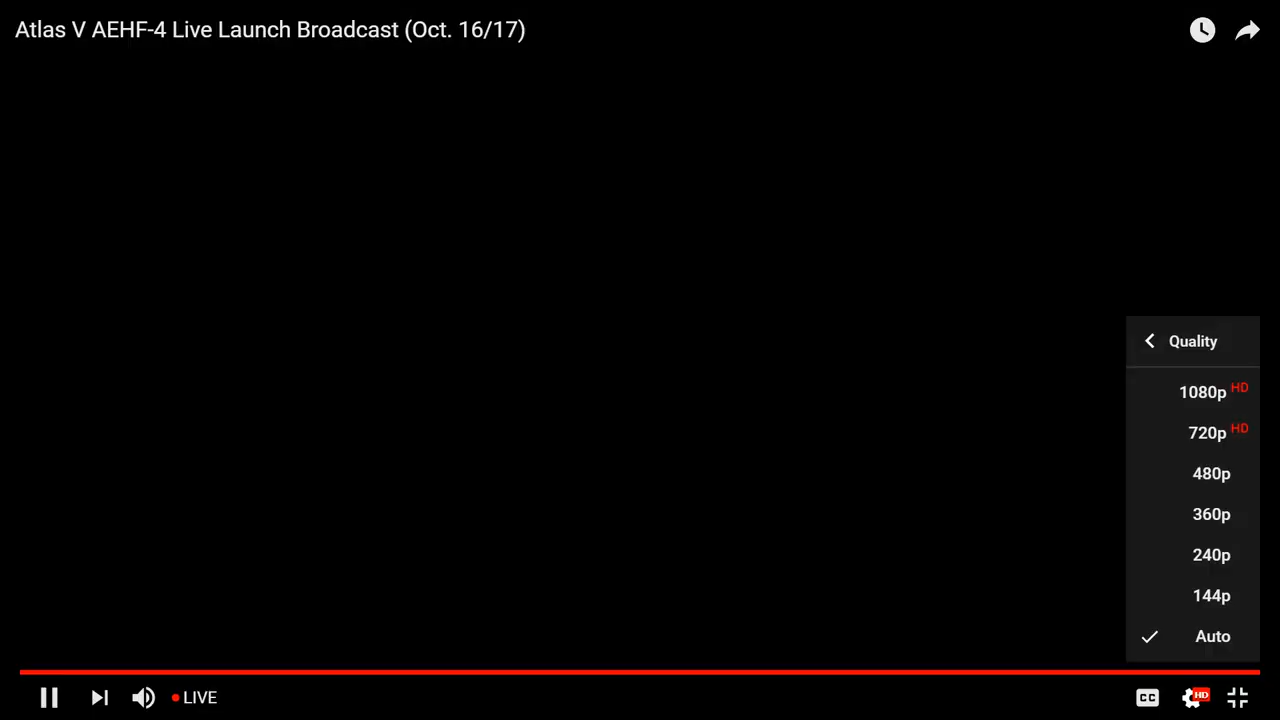 Atlas V AEHF-4 Live Launch Broadcast (Oct. 16/17)
Quality
1080p HD
720p HD
480p
360p
240p
144p
Auto
LIVE
CC
HD